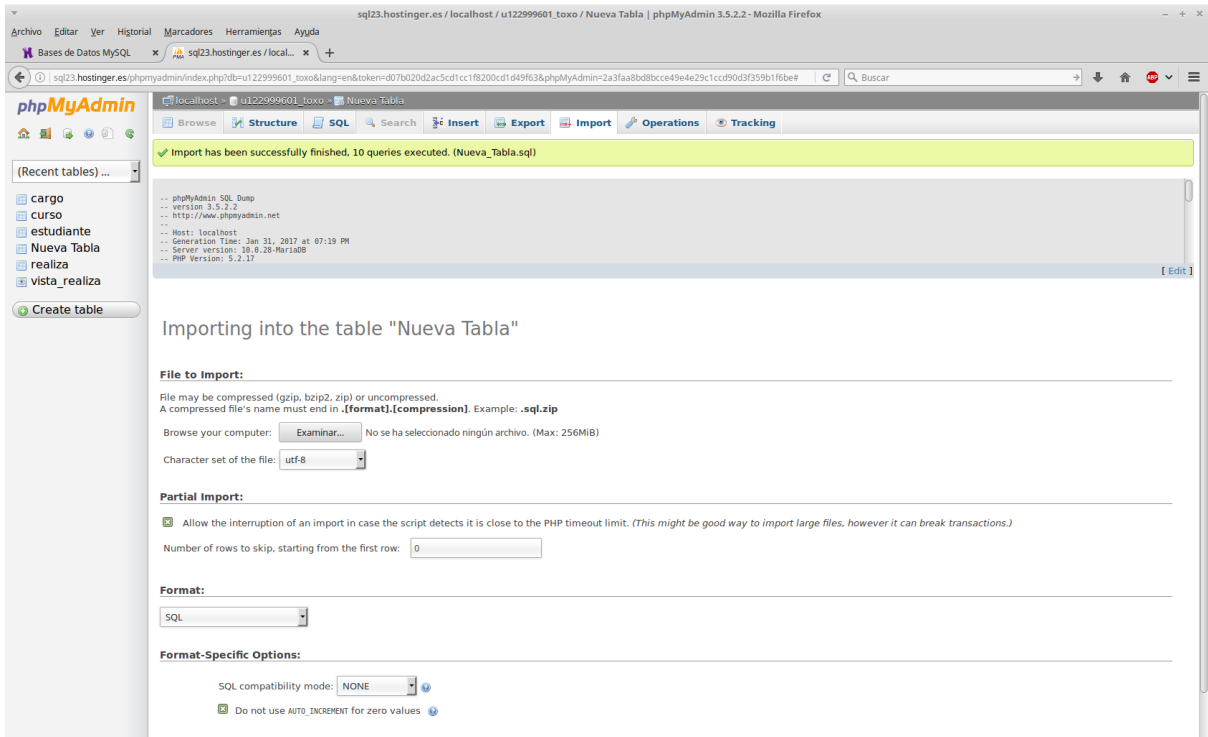 sql23.hostinger.es / localhost / u122999601_toxo / Nueva Tabla | phpMyAdmin 3.5.2.2 - Mozilla Firefox
Archivo Editar Ver Historial Marcadores Herramientas Ayuda
Bases de Datos MySQL
sql23.hostinger.es / local...
sql23.hostinger.es/phpmyadmin/index.php?db=u122999601_toxo&lang=en&token=d07b020d2ac5cd1cc1f8200cd1d49f63&phpMyAdmin=2a3faa8bd8bcce49e4e29c1ccd90d3f359b1f6be#
Buscar
ABP
phpMyAdmin
(Recent tables) ...
cargo
curso
estudiante
Nueva Tabla
realiza
vista_realiza
Create table
localhost » u122999601_toxo » Nueva Tabla
Browse Structure SQL Search Insert Export Import Operations Tracking
Import has been successfully finished, 10 queries executed. (Nueva_Tabla.sql)
-- phpMyAdmin SQL Dump
-- version 3.5.2.2
-- http://www.phpmyadmin.net
--
-- Host: localhost
-- Generation Time: Jan 31, 2017 at 07:19 PM
-- Server version: 10.0.28-MariaDB
-- PHP Version: 5.2.17
[ Edit ]
Importing into the table "Nueva Tabla"
File to Import:
File may be compressed (gzip, bzip2, zip) or uncompressed.
A compressed file's name must end in .[format].[compression]. Example: .sql.zip
Browse your computer: Examinar... No se ha seleccionado ningún archivo. (Max: 256MiB)
Character set of the file: utf-8
Partial Import:
Allow the interruption of an import in case the script detects it is close to the PHP timeout limit. (This might be good way to import large files, however it can break transactions.)
Number of rows to skip, starting from the first row: 0
Format:
SQL
Format-Specific Options:
SQL compatibility mode: NONE
Do not use AUTO_INCREMENT for zero values